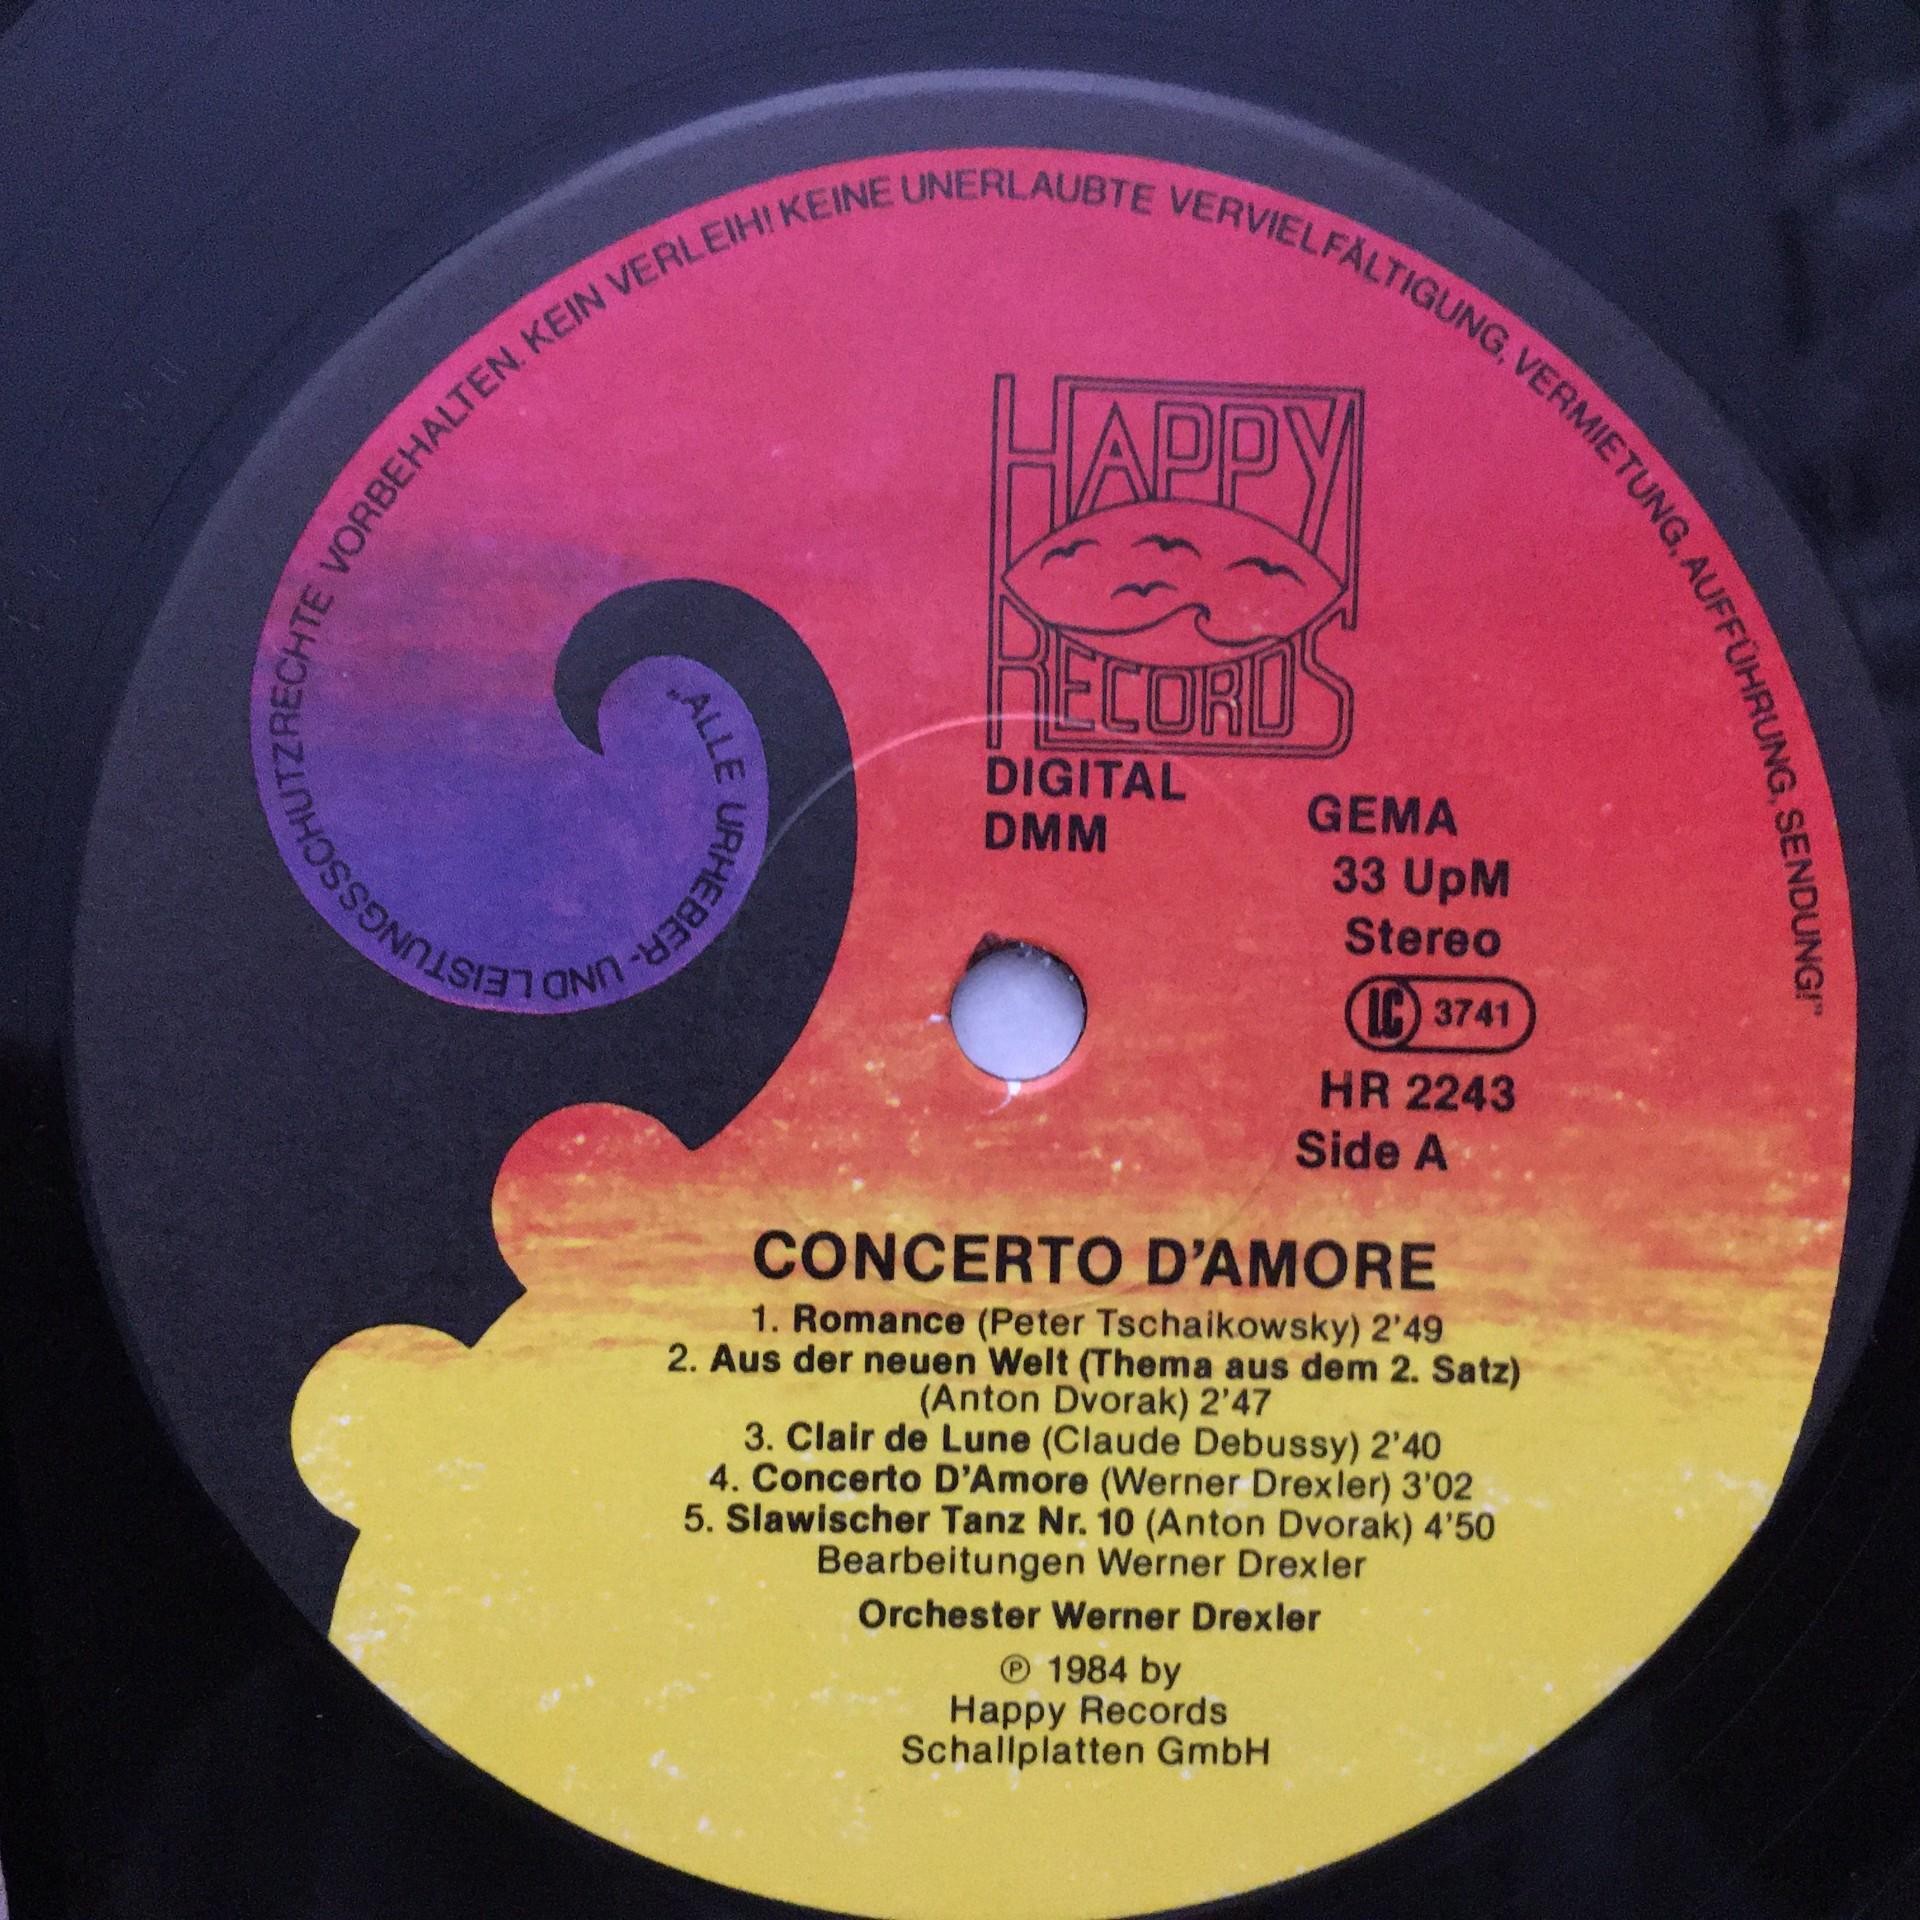 „ALLE URHEBER- UND LEISTUNGSSCHUTZRECHTE VORBEHALTEN. KEIN VERLEIH! KEINE UNERLAUBTE VERVIELFÄLTIGUNG, VERMIETUNG, AUFFÜHRUNG, SENDUNG!"
HAPPY
RECORDS
DIGITAL
DMM
GEMA
33 UpM
Stereo
LC 3741
HR 2243
Side A
CONCERTO D'AMORE
1. Romance (Peter Tschaikowsky) 2'49
2. Aus der neuen Welt (Thema aus dem 2. Satz)
(Anton Dvorak) 2'47
3. Clair de Lune (Claude Debussy) 2'40
4. Concerto D'Amore (Werner Drexler) 3'02
5. Slawischer Tanz Nr. 10 (Anton Dvorak) 4'50
Bearbeitungen Werner Drexler
Orchester Werner Drexler
℗ 1984 by
Happy Records
Schallplatten GmbH